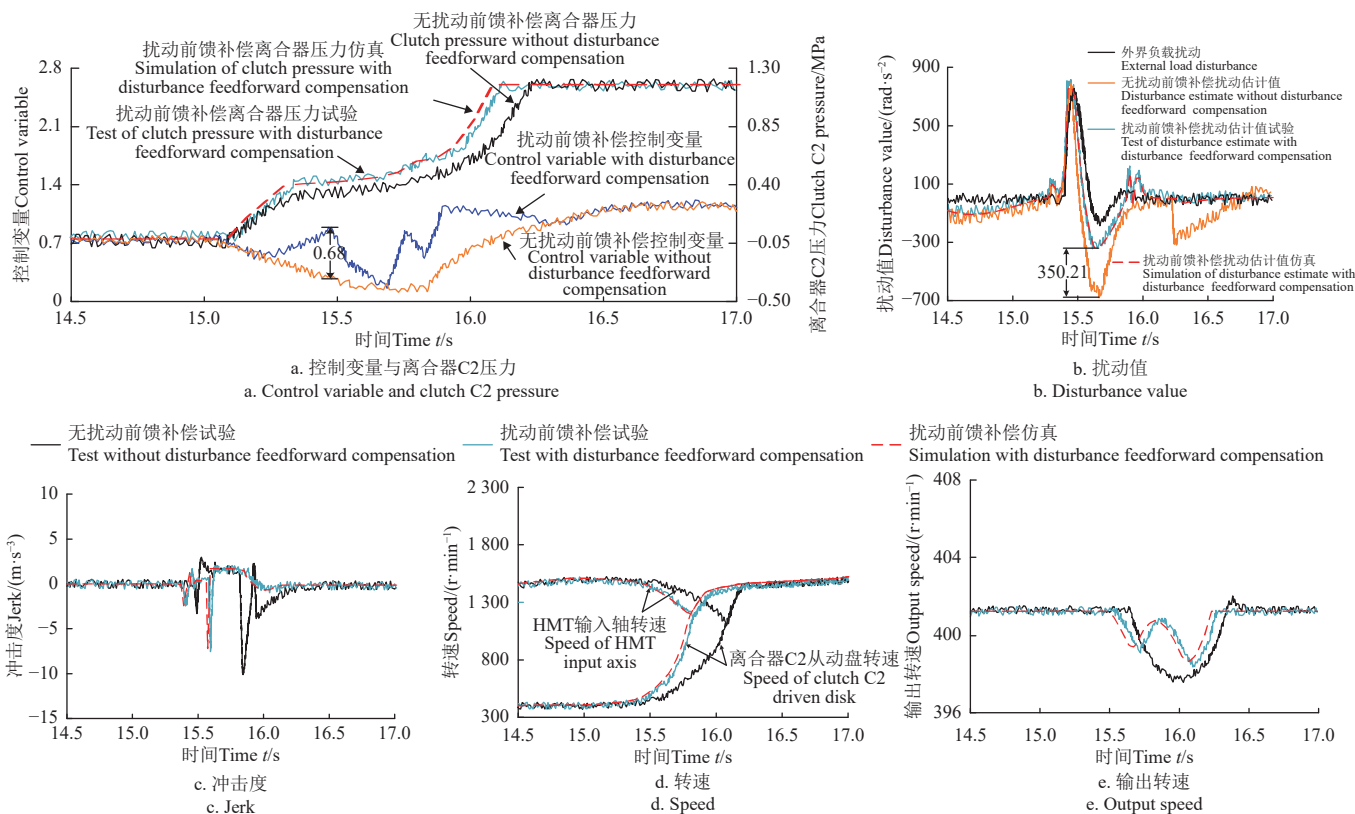 无扰动前馈补偿离合器压力
Clutch pressure without disturbance
feedforward compensation
扰动前馈补偿离合器压力仿真
Simulation of clutch pressure with
disturbance feedforward compensation
扰动前馈补偿离合器压力试验
Test of clutch pressure with disturbance
feedforward compensation
扰动前馈补偿控制变量
Control variable with disturbance
feedforward compensation
无扰动前馈补偿控制变量
Control variable without
disturbance feedforward
compensation
0.68
控制变量Control variable
2.8
2.1
1.4
0.7
0
离合器C2压力Clutch C2 pressure/MPa
1.30
0.85
0.40
−0.05
−0.50
14.5 15.0 15.5 16.0 16.5 17.0
时间Time t/s
a. 控制变量与离合器C2压力
a. Control variable and clutch C2 pressure
外界负载扰动
External load disturbance
无扰动前馈补偿扰动估计值
Disturbance estimate without disturbance
feedforward compensation
扰动前馈补偿扰动估计值试验
Test of disturbance estimate with
disturbance feedforward compensation
扰动前馈补偿扰动估计值仿真
Simulation of disturbance estimate with
disturbance feedforward compensation
350.21
扰动值Disturbance value/(rad·s⁻²)
900
500
100
−300
−700
14.5 15.0 15.5 16.0 16.5 17.0
时间Time t/s
b. 扰动值
b. Disturbance value
无扰动前馈补偿试验
Test without disturbance feedforward compensation
扰动前馈补偿试验
Test with disturbance feedforward compensation
扰动前馈补偿仿真
Simulation with disturbance feedforward compensation
冲击度Jerk/(m·s⁻³)
10
5
0
−5
−10
−15
14.5 15.0 15.5 16.0 16.5 17.0
时间Time t/s
c. 冲击度
c. Jerk
转速Speed/(r·min⁻¹)
2 300
1 800
1300
800
300
HMT输入轴转速
Speed of HMT
input axis
离合器C2从动盘转速
Speed of clutch C2
driven disk
14.5 15.0 15.5 16.0 16.5 17.0
时间Time t/s
d. 转速
d. Speed
输出转速Output speed/(r·min⁻¹)
408
404
400
396
14.5 15.0 15.5 16.0 16.5 17.0
时间Time t/s
e. 输出转速
e. Output speed